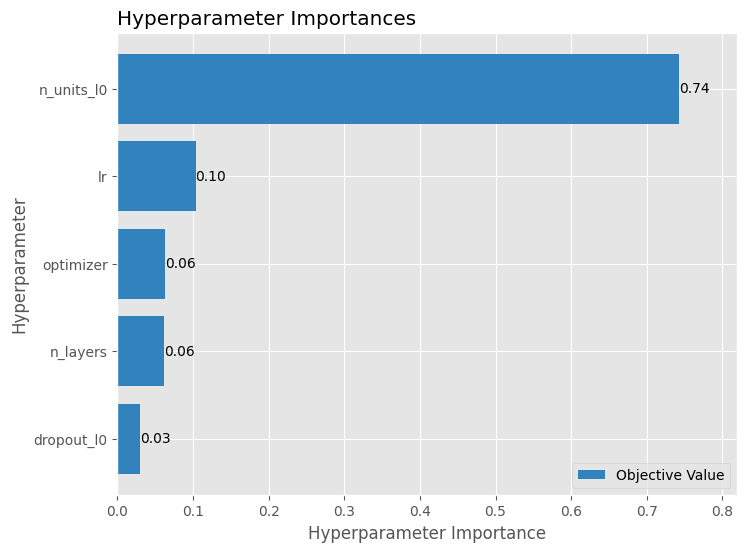 Hyperparameter Importances
n_units_l0
0.74
lr
0.10
optimizer
0.06
n_layers
0.06
dropout_l0
0.03
Hyperparameter
Objective Value
0.0 0.1 0.2 0.3 0.4 0.5 0.6 0.7 0.8
Hyperparameter Importance